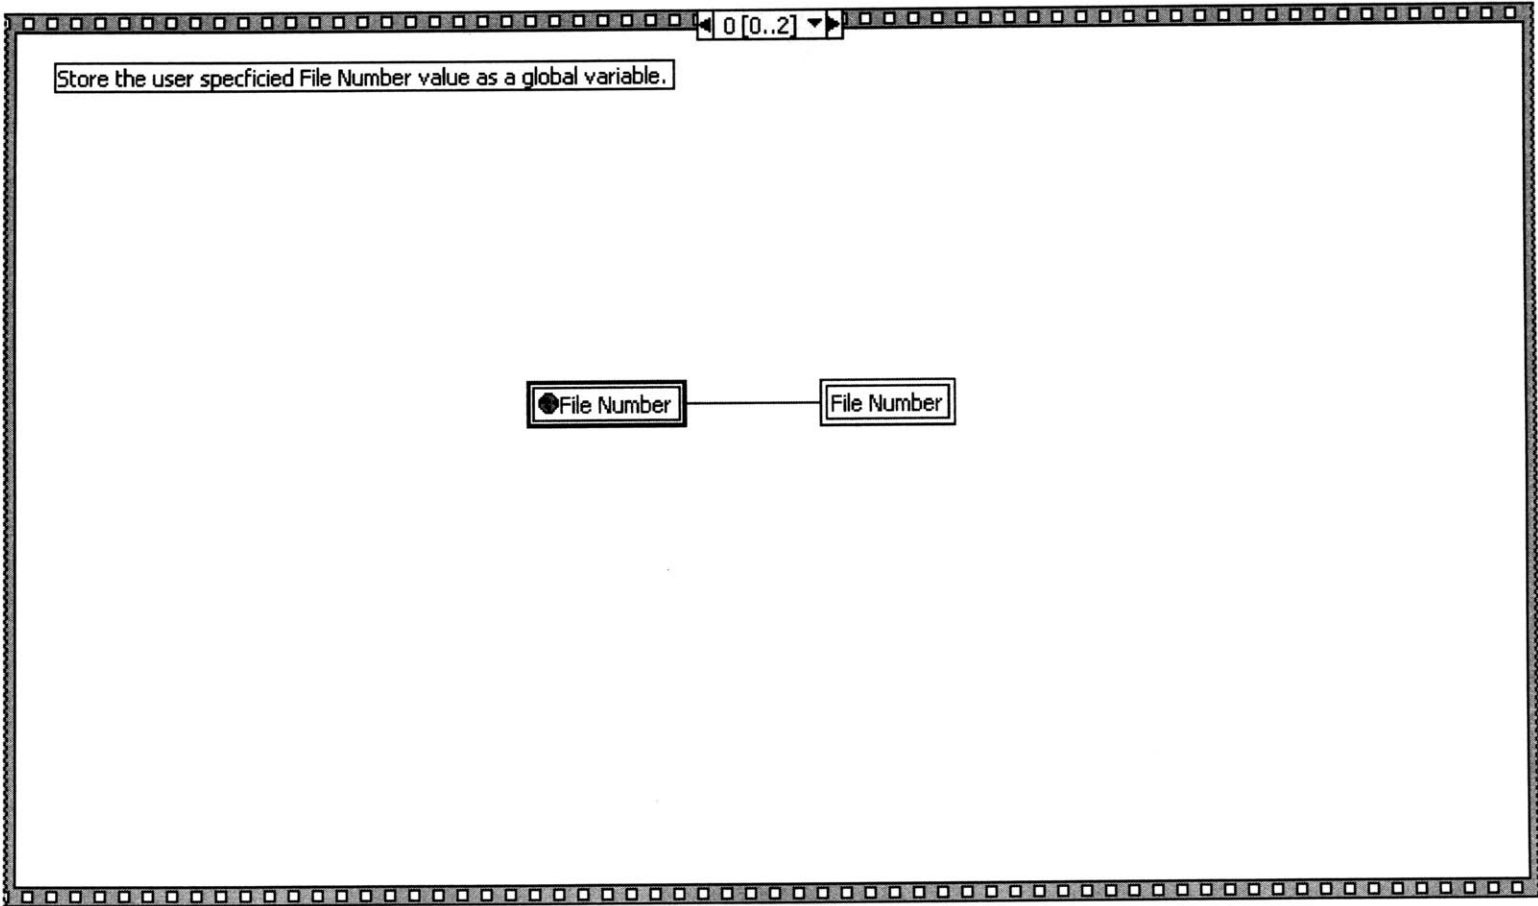 0 [0..2]
Store the user specficied File Number value as a global variable.
File Number
File Number